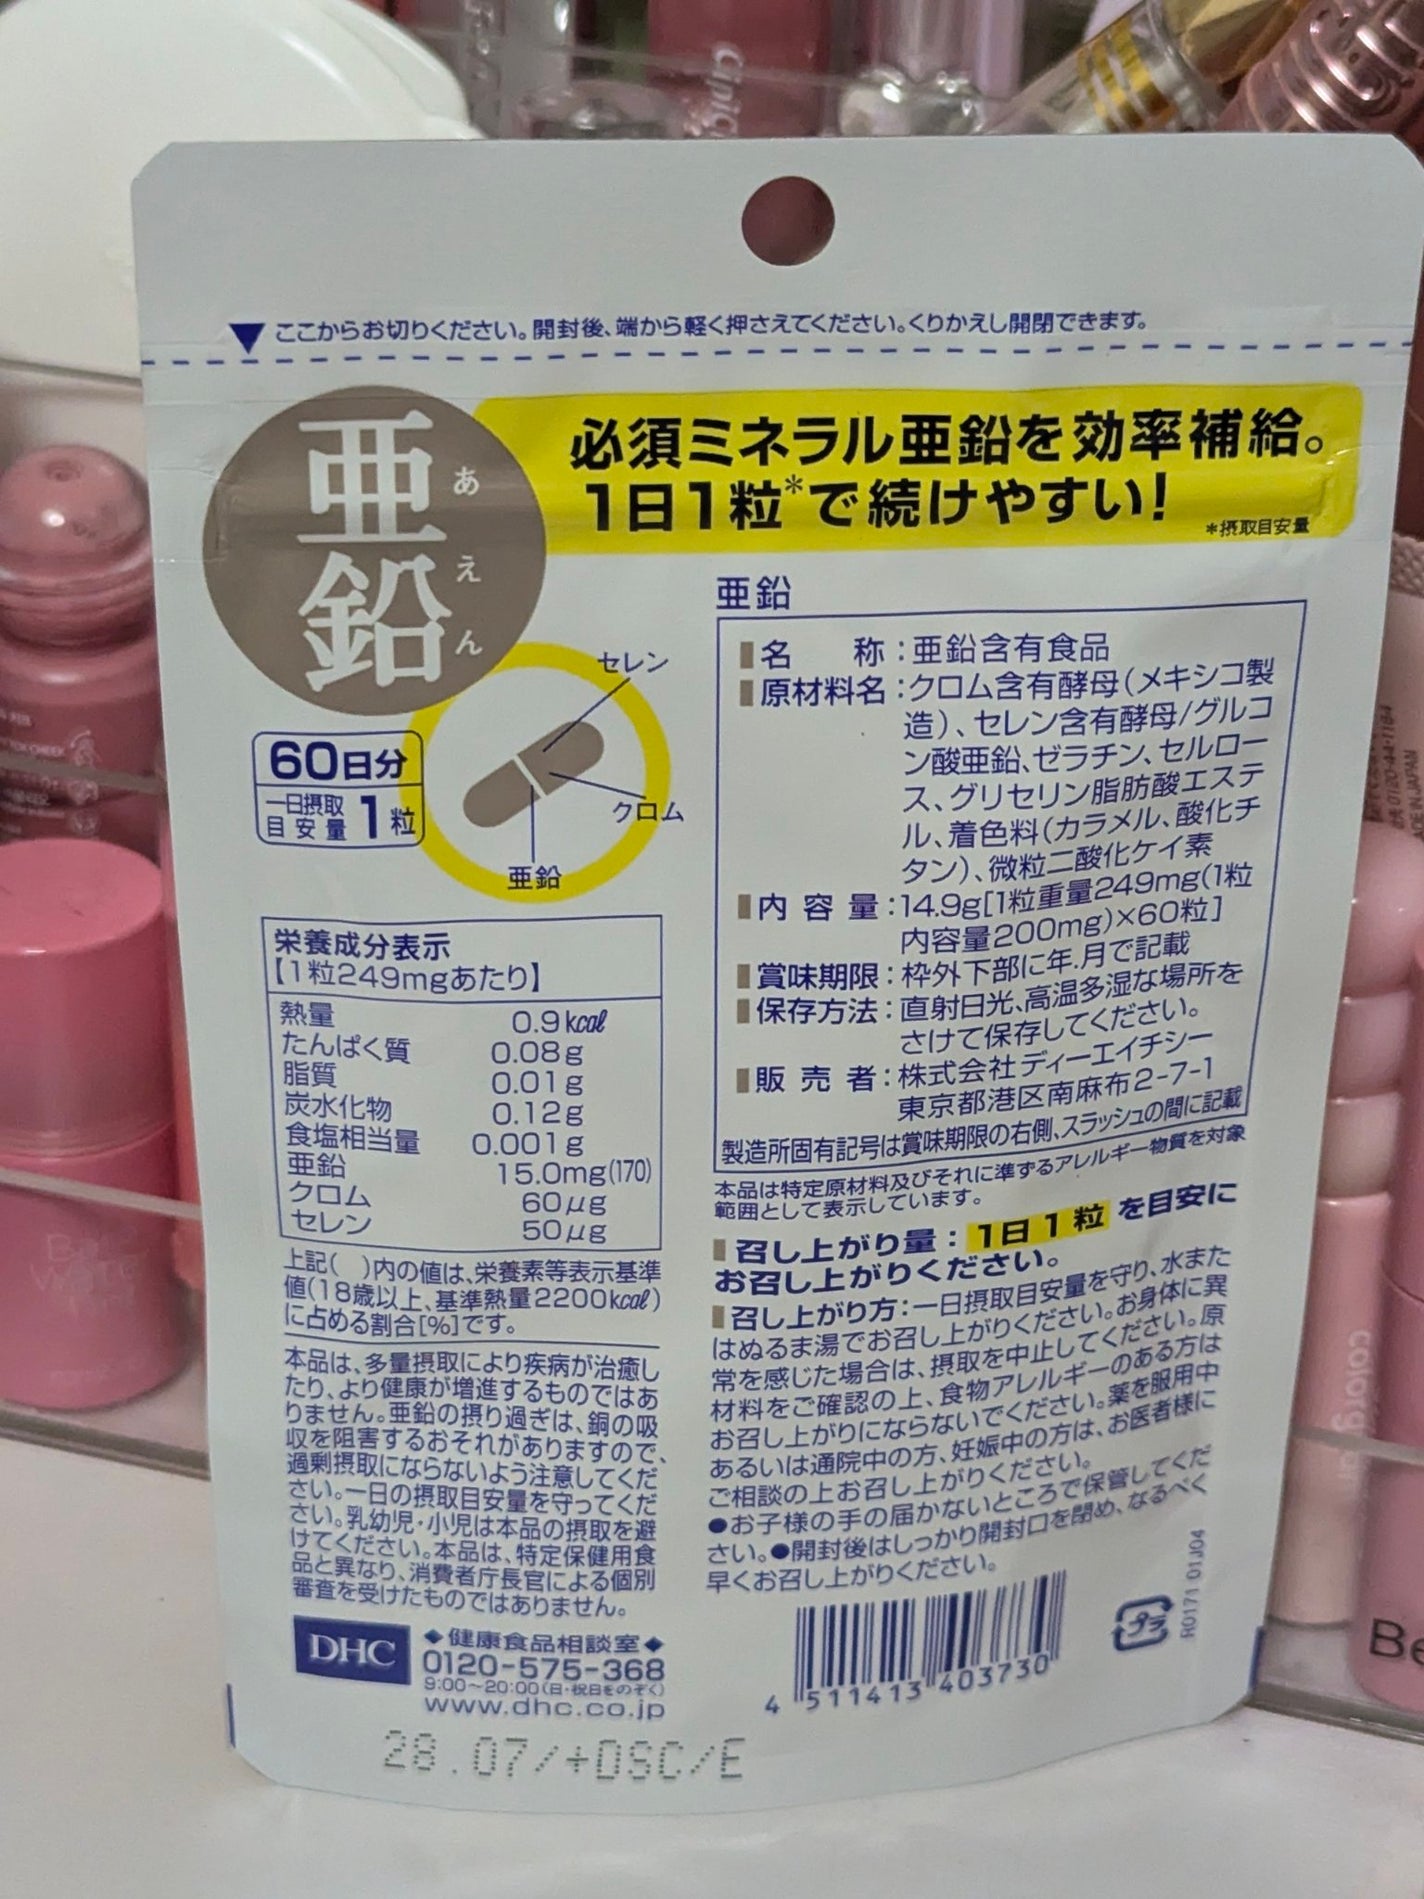 ▼ここからお切りください。開封後、端から軽く押さえてください。くりかえし開閉できます。
亜鉛
あえん
必須ミネラル亜鉛を効率補給。
1日1粒*で続けやすい!
*摂取目安量
セレン
クロム
亜鉛
60日分
一日摂取
目安量 1粒
栄養成分表示
【1粒249mgあたり】
熱量 0.9kcal
たんぱく質 0.08g
脂質 0.01g
炭水化物 0.12g
食塩相当量 0.001g
亜鉛 15.0mg(170)
クロム 60μg
セレン 50μg
上記( )内の値は、栄養素等表示基準
値(18歳以上、基準熱量2200kcal)
に占める割合[%]です。
本品は、多量摂取により疾病が治癒し
たり、より健康が増進するものではあ
りません。亜鉛の摂り過ぎは、銅の吸
収を阻害するおそれがありますので、
過剰摂取にならないよう注意してくだ
さい。一日の摂取目安量を守ってくだ
さい。乳幼児・小児は本品の摂取を避
けてください。本品は、特定保健用食
品と異なり、消費者庁長官による個別
審査を受けたものではありません。
DHC
◆健康食品相談室◆
0120-575-368
9:00〜20:00(日・祝日をのぞく)
www.dhc.co.jp
28.07/+DSC/E
亜鉛
■名 称:亜鉛含有食品
■原材料名:クロム含有酵母(メキシコ製
造)、セレン含有酵母/グルコ
ン酸亜鉛、ゼラチン、セルロー
ス、グリセリン脂肪酸エステ
ル、着色料(カラメル、酸化チ
タン)、微粒二酸化ケイ素
■内 容 量:14.9g[1粒重量249mg(1粒
内容量200mg)×60粒]
■賞味期限:枠外下部に年.月で記載
■保存方法:直射日光、高温多湿な場所を
さけて保存してください。
■販 売 者:株式会社ディーエイチシー
東京都港区南麻布2-7-1
製造所固有記号は賞味期限の右側、スラッシュの間に記載
本品は特定原材料及びそれに準ずるアレルギー物質を対象
範囲として表示しています。
■召し上がり量:1日1粒を目安に
お召し上がりください。
■召し上がり方:一日摂取目安量を守り、水また
はぬるま湯でお召し上がりください。お身体に異
常を感じた場合は、摂取を中止してください。原
材料をご確認の上、食物アレルギーのある方は
お召し上がりにならないでください。薬を服用中
あるいは通院中の方、妊娠中の方は、お医者様に
ご相談の上お召し上がりください。
●お子様の手の届かないところで保管してくだ
さい。●開封後はしっかり開封口を閉め、なるべく
早くお召し上がりください。
4 511413 403730
プラ
R0171 01J04
colorgram
Be